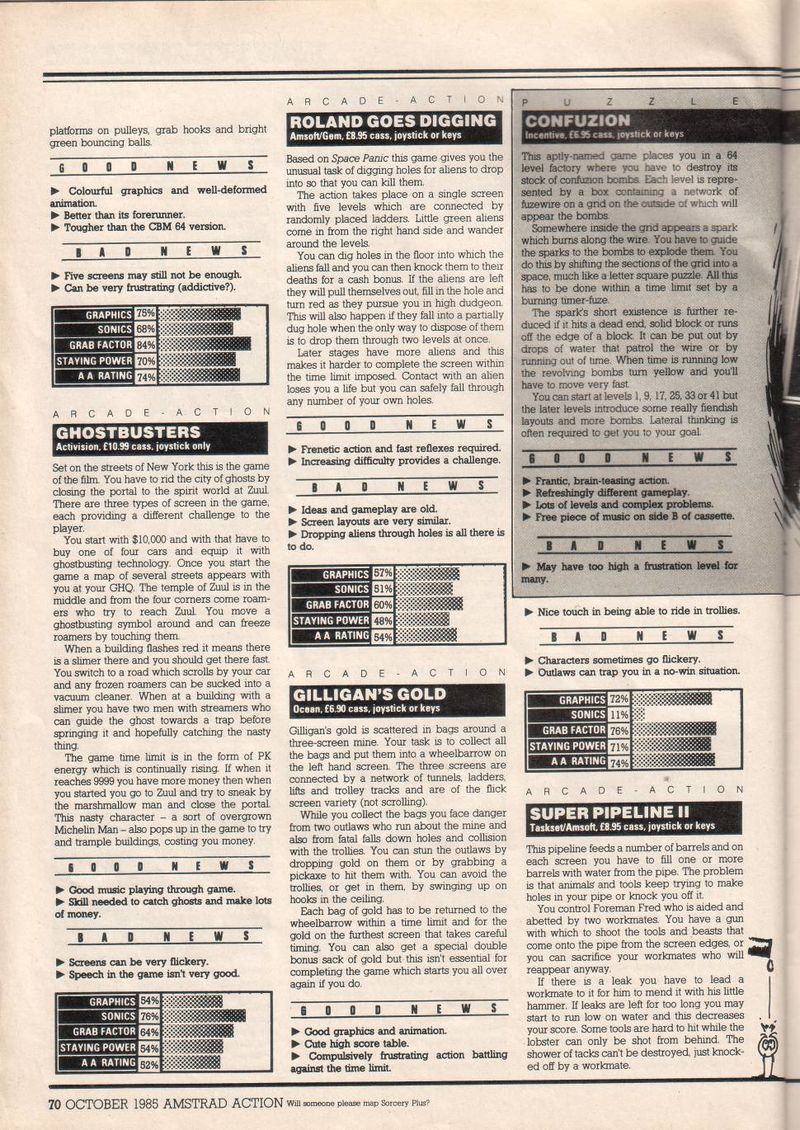 platforms on pulleys, grab hooks and bright
green bouncing balls.
GOOD NEWS
► Colourful graphics and well-deformed
animation.
► Better than its forerunner.
► Tougher than the CBM 64 version.
BAD NEWS
► Five screens may still not be enough.
► Can be very frustrating (addictive?).
GRAPHICS 75%
SONICS 68%
GRAB FACTOR 84%
STAYING POWER 70%
AA RATING 74%
ARCADE-ACTION
GHOSTBUSTERS
Activision, £10.99 cass, joystick only
Set on the streets of New York this is the game
of the film. You have to rid the city of ghosts by
closing the portal to the spirit world at Zuul.
There are three types of screen in the game,
each providing a different challenge to the
player.
You start with $10,000 and with that have to
buy one of four cars and equip it with
ghostbusting technology. Once you start the
game a map of several streets appears with
you at your GHQ. The temple of Zuul is in the
middle and from the four corners come roam-
ers who try to reach Zuul. You move a
ghostbusting symbol around and can freeze
roamers by touching them.
When a building flashes red it means there
is a slimer there and you should get there fast.
You switch to a road which scrolls by your car
and any frozen roamers can be sucked into a
vacuum cleaner. When at a building with a
slimer you have two men with streamers who
can guide the ghost towards a trap before
springing it and hopefully catching the nasty
thing.
The game time limit is in the form of PK
energy which is continually rising. If when it
reaches 9999 you have more money then when
you started you go to Zuul and try to sneak by
the marshmallow man and close the portal.
This nasty character – a sort of overgrown
Michelin Man – also pops up in the game to try
and trample buildings, costing you money.
GOOD NEWS
► Good music playing through game.
► Skill needed to catch ghosts and make lots
of money.
BAD NEWS
► Screens can be very flickery.
► Speech in the game isn't very good.
GRAPHICS 54%
SONICS 76%
GRAB FACTOR 64%
STAYING POWER 54%
AA RATING 52%
ARCADE-ACTION
ROLAND GOES DIGGING
Amsoft/Gem, £8.95 cass, joystick or keys
Based on Space Panic this game gives you the
unusual task of digging holes for aliens to drop
into so that you can kill them.
The action takes place on a single screen
with five levels which are connected by
randomly placed ladders. Little green aliens
come in from the right hand side and wander
around the levels.
You can dig holes in the floor into which the
aliens fall and you can then knock them to their
deaths for a cash bonus. If the aliens are left
they will pull themselves out, fill in the hole and
turn red as they pursue you in high dudgeon.
This will also happen if they fall into a partially
dug hole when the only way to dispose of them
is to drop them through two levels at once.
Later stages have more aliens and this
makes it harder to complete the screen within
the time limit imposed. Contact with an alien
loses you a life but you can safely fall through
any number of your own holes.
GOOD NEWS
► Frenetic action and fast reflexes required.
► Increasing difficulty provides a challenge.
BAD NEWS
► Ideas and gameplay are old.
► Screen layouts are very similar.
► Dropping aliens through holes is all there is
to do.
GRAPHICS 57%
SONICS 51%
GRAB FACTOR 60%
STAYING POWER 48%
AA RATING 54%
ARCADE-ACTION
GILLIGAN'S GOLD
Ocean, £6.90 cass, joystick or keys
Gilligan's gold is scattered in bags around a
three-screen mine. Your task is to collect all
the bags and put them into a wheelbarrow on
the left hand screen. The three screens are
connected by a network of tunnels, ladders,
lifts and trolley tracks and are of the flick
screen variety (not scrolling).
While you collect the bags you face danger
from two outlaws who run about the mine and
also from fatal falls down holes and collision
with the trollies. You can stun the outlaws by
dropping gold on them or by grabbing a
pickaxe to hit them with. You can avoid the
trollies, or get in them, by swinging up on
hooks in the ceiling.
Each bag of gold has to be returned to the
wheelbarrow within a time limit and for the
gold on the furthest screen that takes careful
timing. You can also get a special double
bonus sack of gold but this isn't essential for
completing the game which starts you all over
again if you do.
GOOD NEWS
► Good graphics and animation.
► Cute high score table.
► Compulsively frustrating action battling
against the time limit.
PUZZLE
CONFUZION
Incentive, £6.95 cass, joystick or keys
This aptly-named game places you in a 64
level factory where you have to destroy its
stock of confuzion bombs. Each level is repre-
sented by a box containing a network of
fuzewire on a grid on the outside of which will
appear the bombs.
Somewhere inside the grid appears a spark
which burns along the wire. You have to guide
the sparks to the bombs to explode them. You
do this by shifting the sections of the grid into a
space, much like a letter square puzzle. All this
has to be done within a time limit set by a
burning timer-fuze.
The spark's short existence is further re-
duced if it hits a dead end, solid block or runs
off the edge of a block. It can be put out by
drops of water that patrol the wire or by
running out of time. When time is running low
the revolving bombs turn yellow and you'll
have to move very fast.
You can start at levels 1, 9, 17, 25, 33 or 41 but
the later levels introduce some really fiendish
layouts and more bombs. Lateral thinking is
often required to get you to your goal.
GOOD NEWS
► Frantic, brain-teasing action.
► Refreshingly different gameplay.
► Lots of levels and complex problems.
► Free piece of music on side B of cassette.
BAD NEWS
► May have too high a frustration level for
many.
► Nice touch in being able to ride in trollies.
BAD NEWS
► Characters sometimes go flickery.
► Outlaws can trap you in a no-win situation.
GRAPHICS 72%
SONICS 11%
GRAB FACTOR 76%
STAYING POWER 71%
AA RATING 74%
ARCADE-ACTION
SUPER PIPELINE II
Taskset/Amsoft, £8.95 cass, joystick or keys
This pipeline feeds a number of barrels and on
each screen you have to fill one or more
barrels with water from the pipe. The problem
is that animals and tools keep trying to make
holes in your pipe or knock you off it.
You control Foreman Fred who is aided and
abetted by two workmates. You have a gun
with which to shoot the tools and beasts that
come onto the pipe from the screen edges, or
you can sacrifice your workmates who will
reappear anyway.
If there is a leak you have to lead a
workmate to it for him to mend it with his little
hammer. If leaks are left for too long you may
start to run low on water and this decreases
your score. Some tools are hard to hit while the
lobster can only be shot from behind. The
shower of tacks can't be destroyed, just knock-
ed off by a workmate.
70 OCTOBER 1985 AMSTRAD ACTION Will someone please map Sorcery Plus?